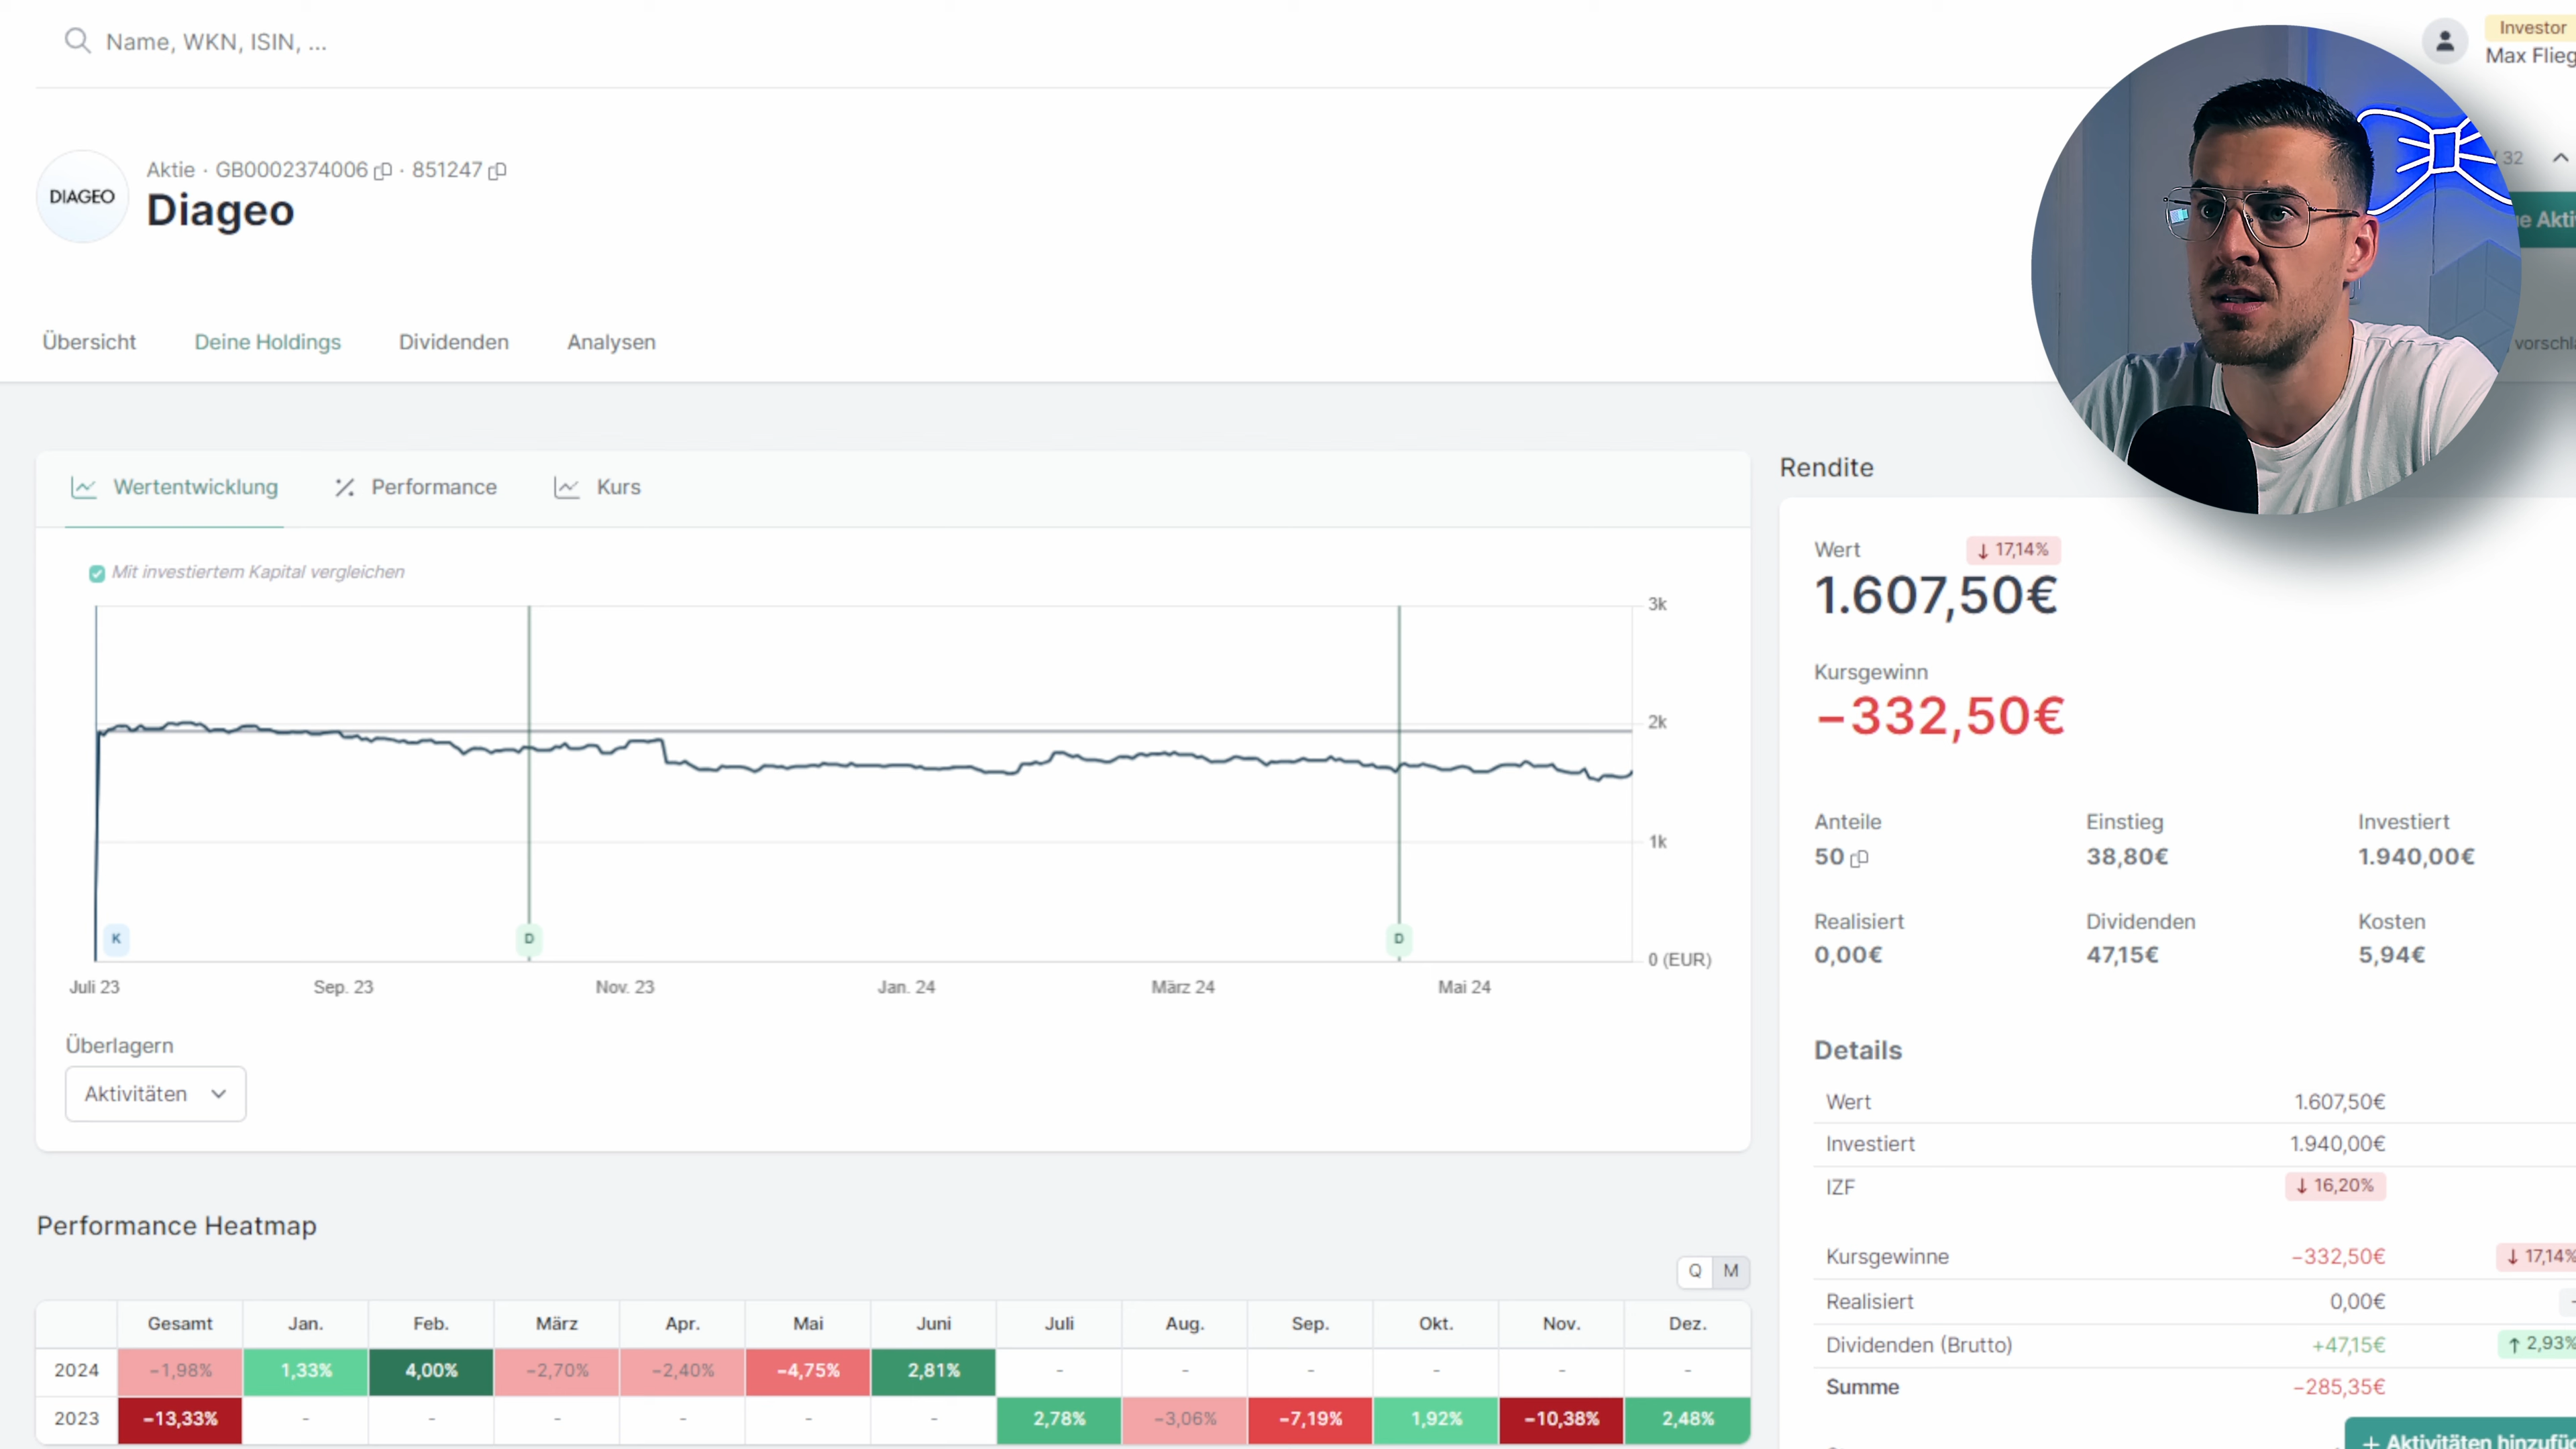 Name, WKN, ISIN, ...
Investor
Max Flieg
Aktie · GB0002374006 · 851247
DIAGEO
Diageo
32
e Akti
Übersicht
Deine Holdings
Dividenden
Analysen
vorschl
Wertentwicklung
Performance
Kurs
Mit investiertem Kapital vergleichen
3k
2k
1k
0 (EUR)
K
D
D
Juli 23
Sep. 23
Nov. 23
Jan. 24
März 24
Mai 24
Überlagern
Aktivitäten
Rendite
Wert
↓ 17,14%
1.607,50€
Kursgewinn
−332,50€
Anteile
Einstieg
Investiert
50
38,80€
1.940,00€
Realisiert
Dividenden
Kosten
0,00€
47,15€
5,94€
Details
Wert 1.607,50€
Investiert 1.940,00€
IZF ↓ 16,20%
Kursgewinne −332,50€ ↓ 17,14%
Realisiert 0,00€ -
Dividenden (Brutto) +47,15€ ↑ 2,93%
Summe −285,35€
+ Aktivitäten hinzufü
Performance Heatmap
Q M
Gesamt Jan. Feb. März Apr. Mai Juni Juli Aug. Sep. Okt. Nov. Dez.
2024 −1,98% 1,33% 4,00% −2,70% −2,40% −4,75% 2,81% - - - - - -
2023 −13,33% - - - - - - 2,78% −3,06% −7,19% 1,92% −10,38% 2,48%